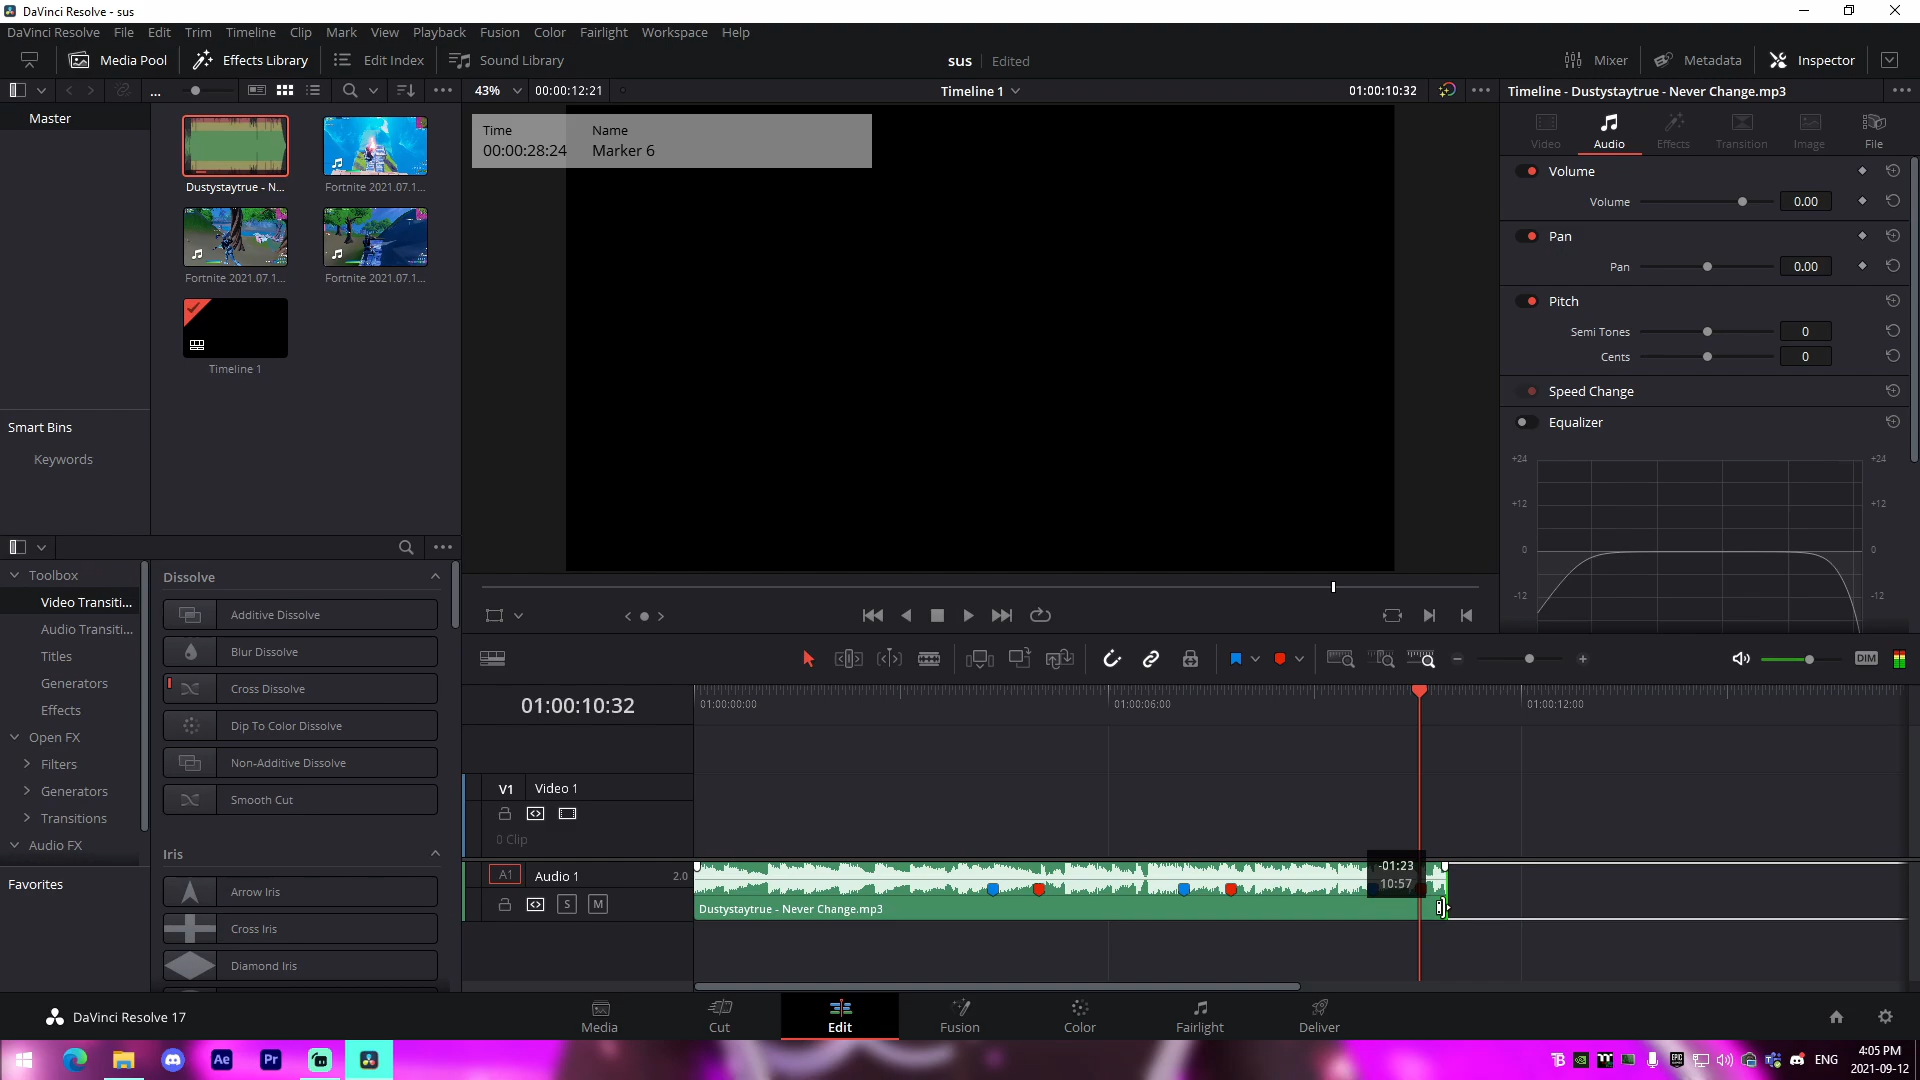 DaVinci Resolve - sus
DaVinci Resolve File Edit Trim Timeline Clip Mark View Playback Fusion Color Fairlight Workspace Help
Media Pool Effects Library Edit Index Sound Library sus Edited Mixer Metadata Inspector
... 43% 00:00:12:21 Timeline 1 01:00:10:32 Timeline - Dustystaytrue - Never Change.mp3
Master
Dustystaytrue - N...
Fortnite 2021.07.1...
Fortnite 2021.07.1...
Fortnite 2021.07.1...
Timeline 1
Smart Bins
Keywords
Time Name
00:00:28:24 Marker 6
Video Audio Effects Transition Image File
Volume
Volume 0.00
Pan
Pan 0.00
Pitch
Semi Tones 0
Cents 0
Speed Change
Equalizer
+24 +24
+12 +12
0 0
-12 -12
Toolbox
Video Transiti...
Audio Transiti...
Titles
Generators
Effects
Open FX
Filters
Generators
Transitions
Audio FX
Favorites
Dissolve
Additive Dissolve
Blur Dissolve
Cross Dissolve
Dip To Color Dissolve
Non-Additive Dissolve
Smooth Cut
Iris
Arrow Iris
Cross Iris
Diamond Iris
DIM
01:00:10:32
01:00:00:00 01:00:06:00 01:00:12:00
V1 Video 1
0 Clip
A1 Audio 1 2.0
S M
-01:23
10:57
Dustystaytrue - Never Change.mp3
DaVinci Resolve 17
Media Cut Edit Fusion Color Fairlight Deliver
Ae Pr
ENG
4:05 PM
2021-09-12